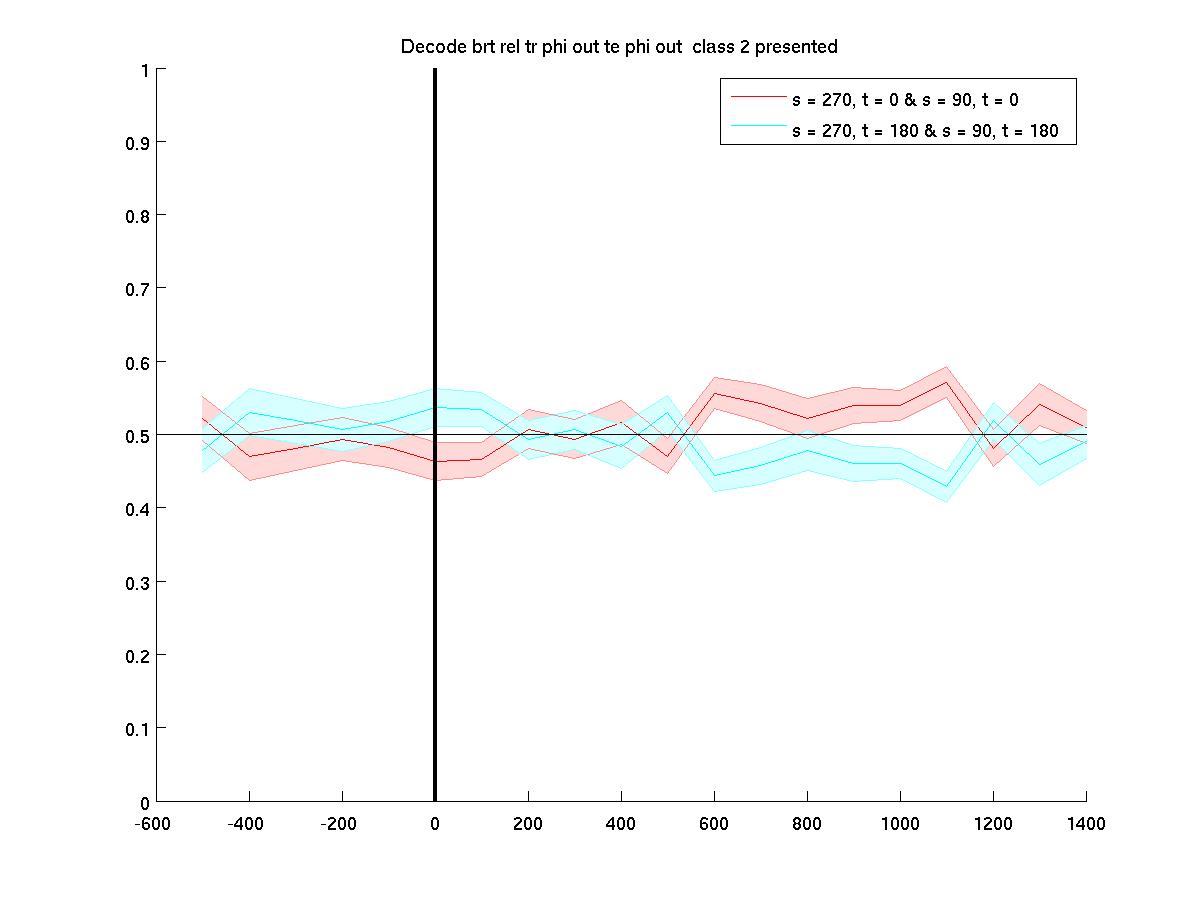 Decode brt rel tr phi out te phi out  class 2 presented
s = 270, t = 0 & s = 90, t = 0
s = 270, t = 180 & s = 90, t = 180
1
0.9
0.8
0.7
0.6
0.5
0.4
0.3
0.2
0.1
0
-600 -400 -200 0 200 400 600 800 1000 1200 1400